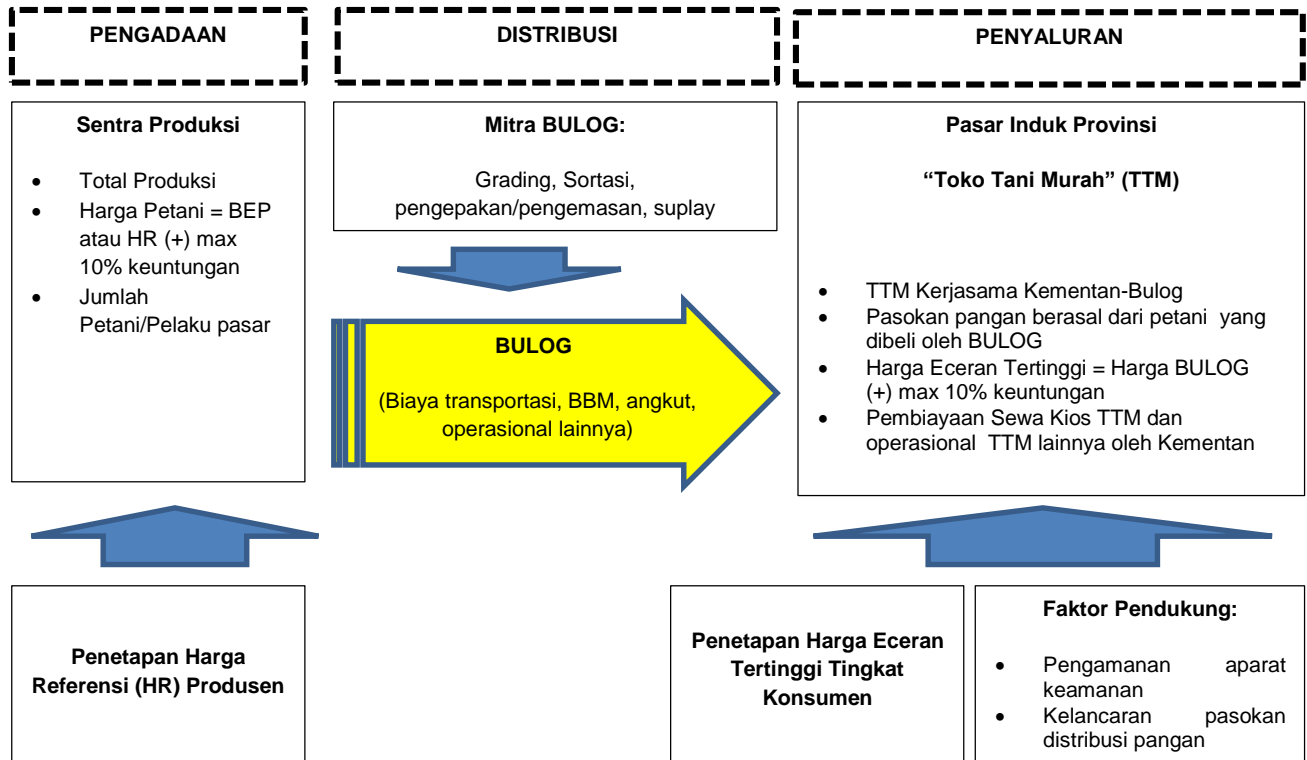 PENGADAAN
DISTRIBUSI
PENYALURAN
Sentra Produksi
• Total Produksi
• Harga Petani = BEP
atau HR (+) max
10% keuntungan
• Jumlah
Petani/Pelaku pasar
Mitra BULOG:
Grading, Sortasi,
pengepakan/pengemasan, suplay
BULOG
(Biaya transportasi, BBM, angkut,
operasional lainnya)
Pasar Induk Provinsi
“Toko Tani Murah” (TTM)
• TTM Kerjasama Kementan-Bulog
• Pasokan pangan berasal dari petani yang
dibeli oleh BULOG
• Harga Eceran Tertinggi = Harga BULOG
(+) max 10% keuntungan
• Pembiayaan Sewa Kios TTM dan
operasional TTM lainnya oleh Kementan
Penetapan Harga
Referensi (HR) Produsen
Penetapan Harga Eceran
Tertinggi Tingkat
Konsumen
Faktor Pendukung:
• Pengamanan aparat
keamanan
• Kelancaran pasokan
distribusi pangan